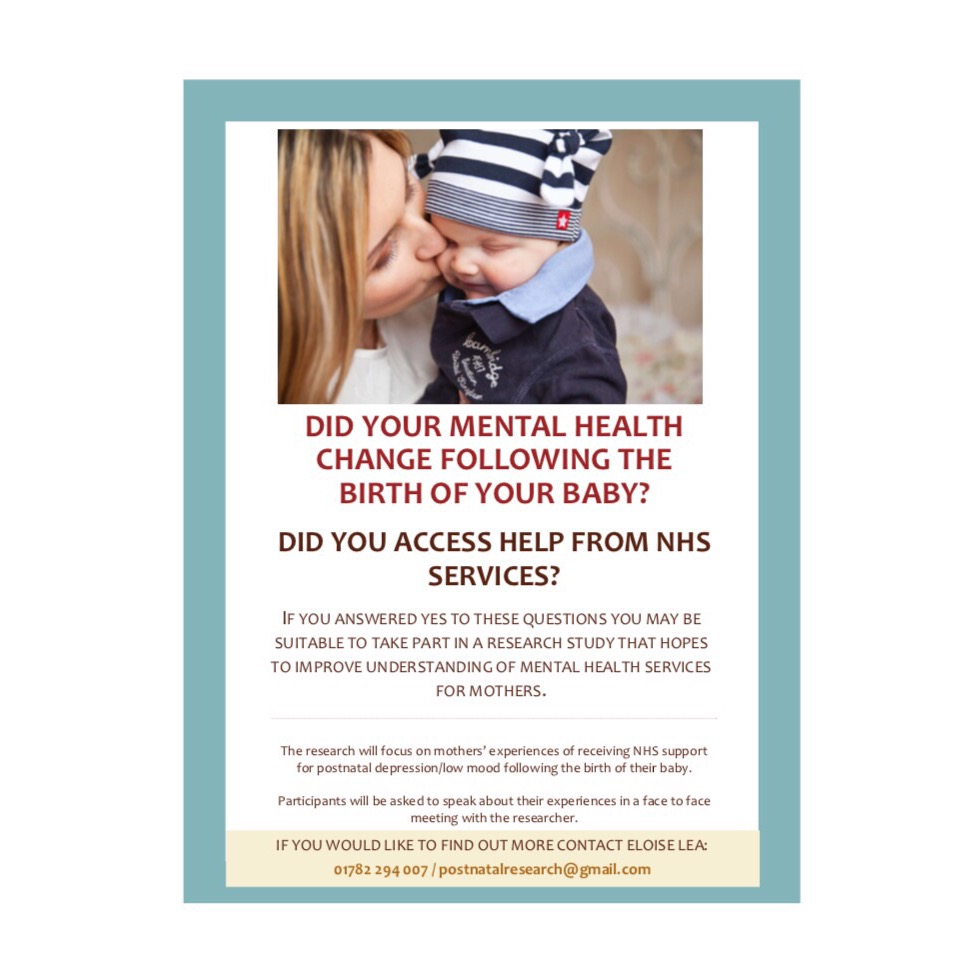 Cambridge
1987
DID YOUR MENTAL HEALTH
CHANGE FOLLOWING THE
BIRTH OF YOUR BABY?
DID YOU ACCESS HELP FROM NHS
SERVICES?
IF YOU ANSWERED YES TO THESE QUESTIONS YOU MAY BE
SUITABLE TO TAKE PART IN A RESEARCH STUDY THAT HOPES
TO IMPROVE UNDERSTANDING OF MENTAL HEALTH SERVICES
FOR MOTHERS.
The research will focus on mothers’ experiences of receiving NHS support
for postnatal depression/low mood following the birth of their baby.
Participants will be asked to speak about their experiences in a face to face
meeting with the researcher.
IF YOU WOULD LIKE TO FIND OUT MORE CONTACT ELOISE LEA:
01782 294 007 / postnatalresearch@gmail.com